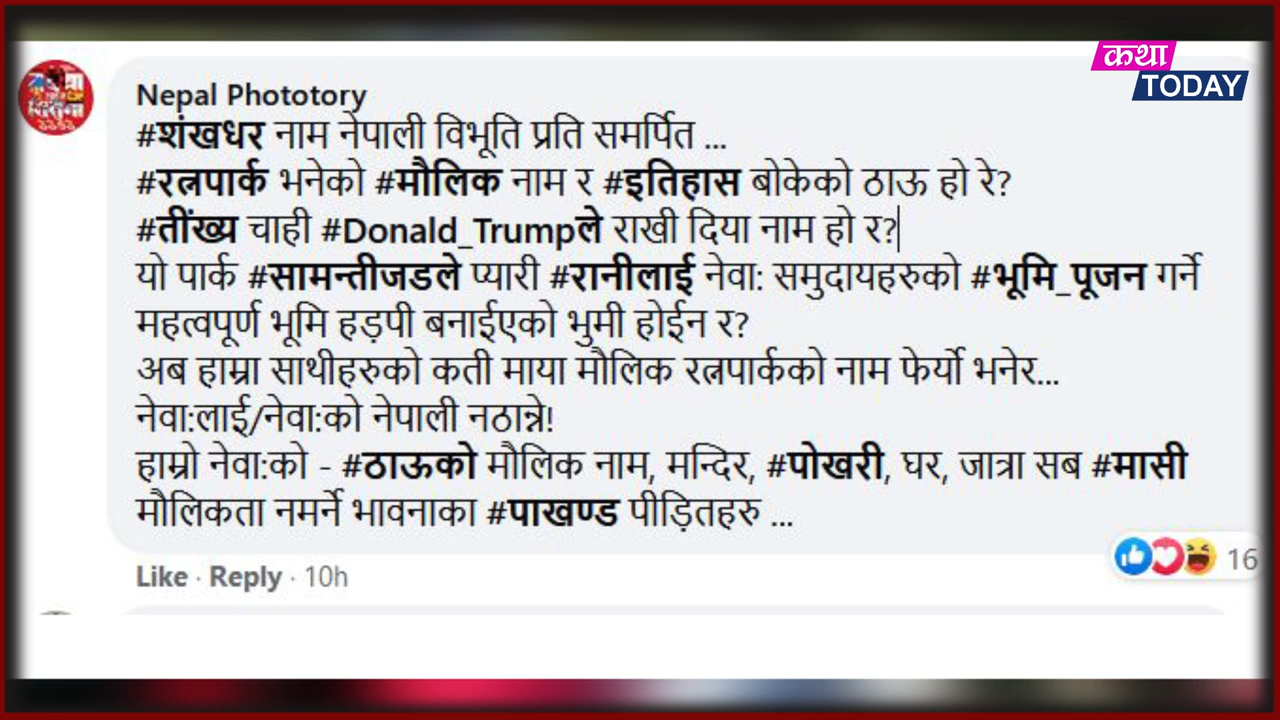 कथा
TODAY
Nepal Phototory
#शंखधर नाम नेपाली विभूति प्रति समर्पित ...
#रत्नपार्क भनेको #मौलिक नाम र #इतिहास बोकेको ठाऊ हो रे?
#तींख्य चाही #Donald_Trumpले राखी दिया नाम हो र?
यो पार्क #सामन्तीजडले प्यारी #रानीलाई नेवा: समुदायहरुको #भूमि_पूजन गर्ने
महत्वपूर्ण भूमि हड़पी बनाईएको भुमी होईन र?
अब हाम्रा साथीहरुको कती माया मौलिक रत्नपार्कको नाम फेर्यो भनेर...
नेवा:लाई/नेवा:को नेपाली नठान्ने!
हाम्रो नेवा:को - #ठाऊको मौलिक नाम, मन्दिर, #पोखरी, घर, जात्रा सब #मासी
मौलिकता नमर्ने भावनाका #पाखण्ड पीड़ितहरु ...
Like · Reply · 10h
16